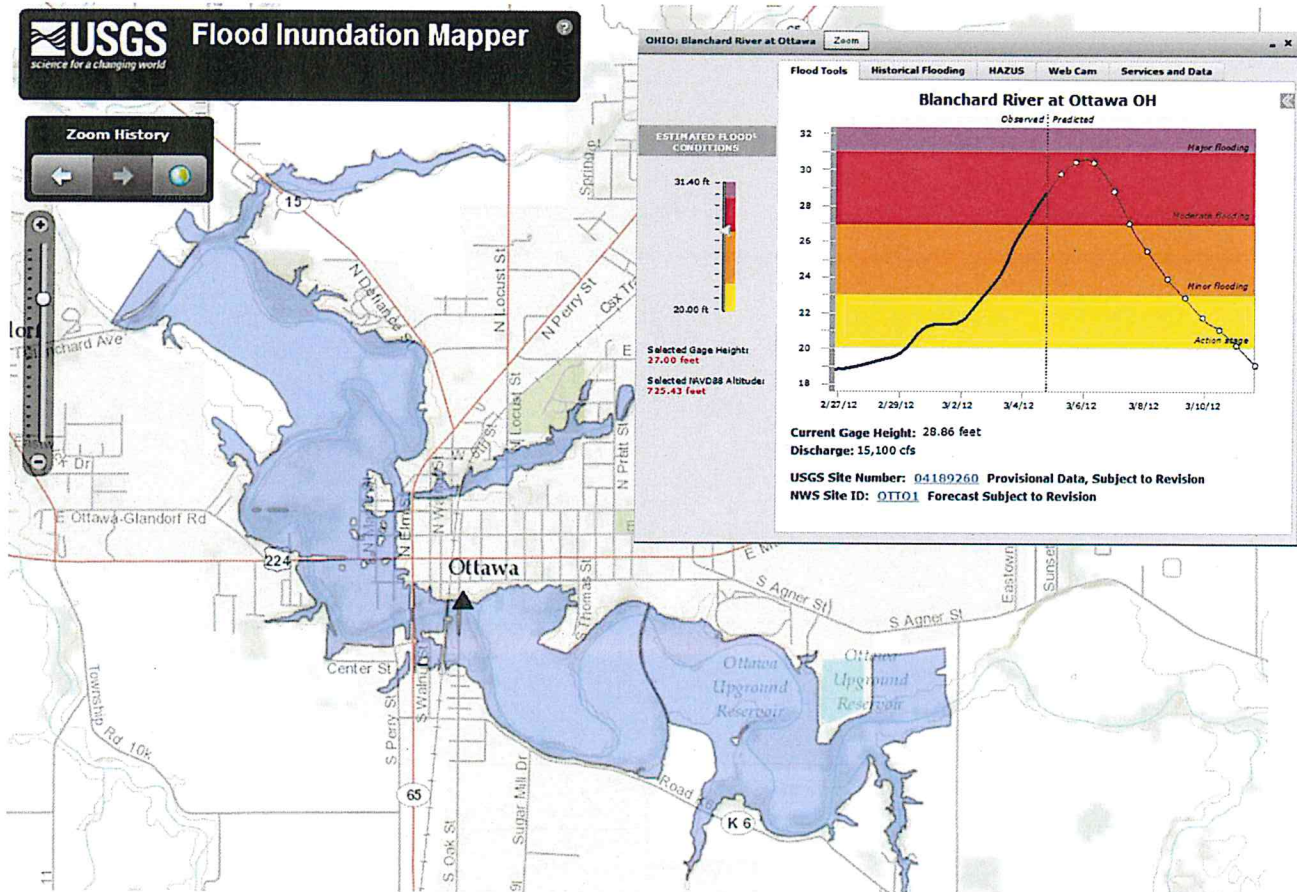 USGS
science for a changing world
Flood Inundation Mapper
?
Zoom History
OHIO: Blanchard River at Ottawa
Zoom
Flood Tools
Historical Flooding
HAZUS
Web Cam
Services and Data
Blanchard River at Ottawa OH
Observed
Predicted
ESTIMATED FLOOD
CONDITIONS
31.40 ft
20.00 ft
Selected Gage Height:
27.00 feet
Selected NAVD88 Altitude:
725.43 feet
32
30
28
26
24
22
20
18
Major flooding
Moderate flooding
Minor flooding
Action stage
2/27/12
2/29/12
3/2/12
3/4/12
3/6/12
3/8/12
3/10/12
Current Gage Height: 28.86 feet
Discharge: 15,100 cfs
USGS Site Number: 04189260 Provisional Data, Subject to Revision
NWS Site ID: OTTO1 Forecast Subject to Revision
15
N Defiance St
N Locust St
N Perry St
N Locust St
N Pratt St
E Ottawa-Glandorf Rd
N Elm St
224
Ottawa
S Thomas St
S Agner St
S Agner St
Eastown
Sunset
Center St
S Perry St
S Walnut St
Ottawa
Upground
Reservoir
Ottawa
Upground
Reservoir
Township Rd 10k
65
S Oak St
Sugar Mill Dr
Road
K 6
11